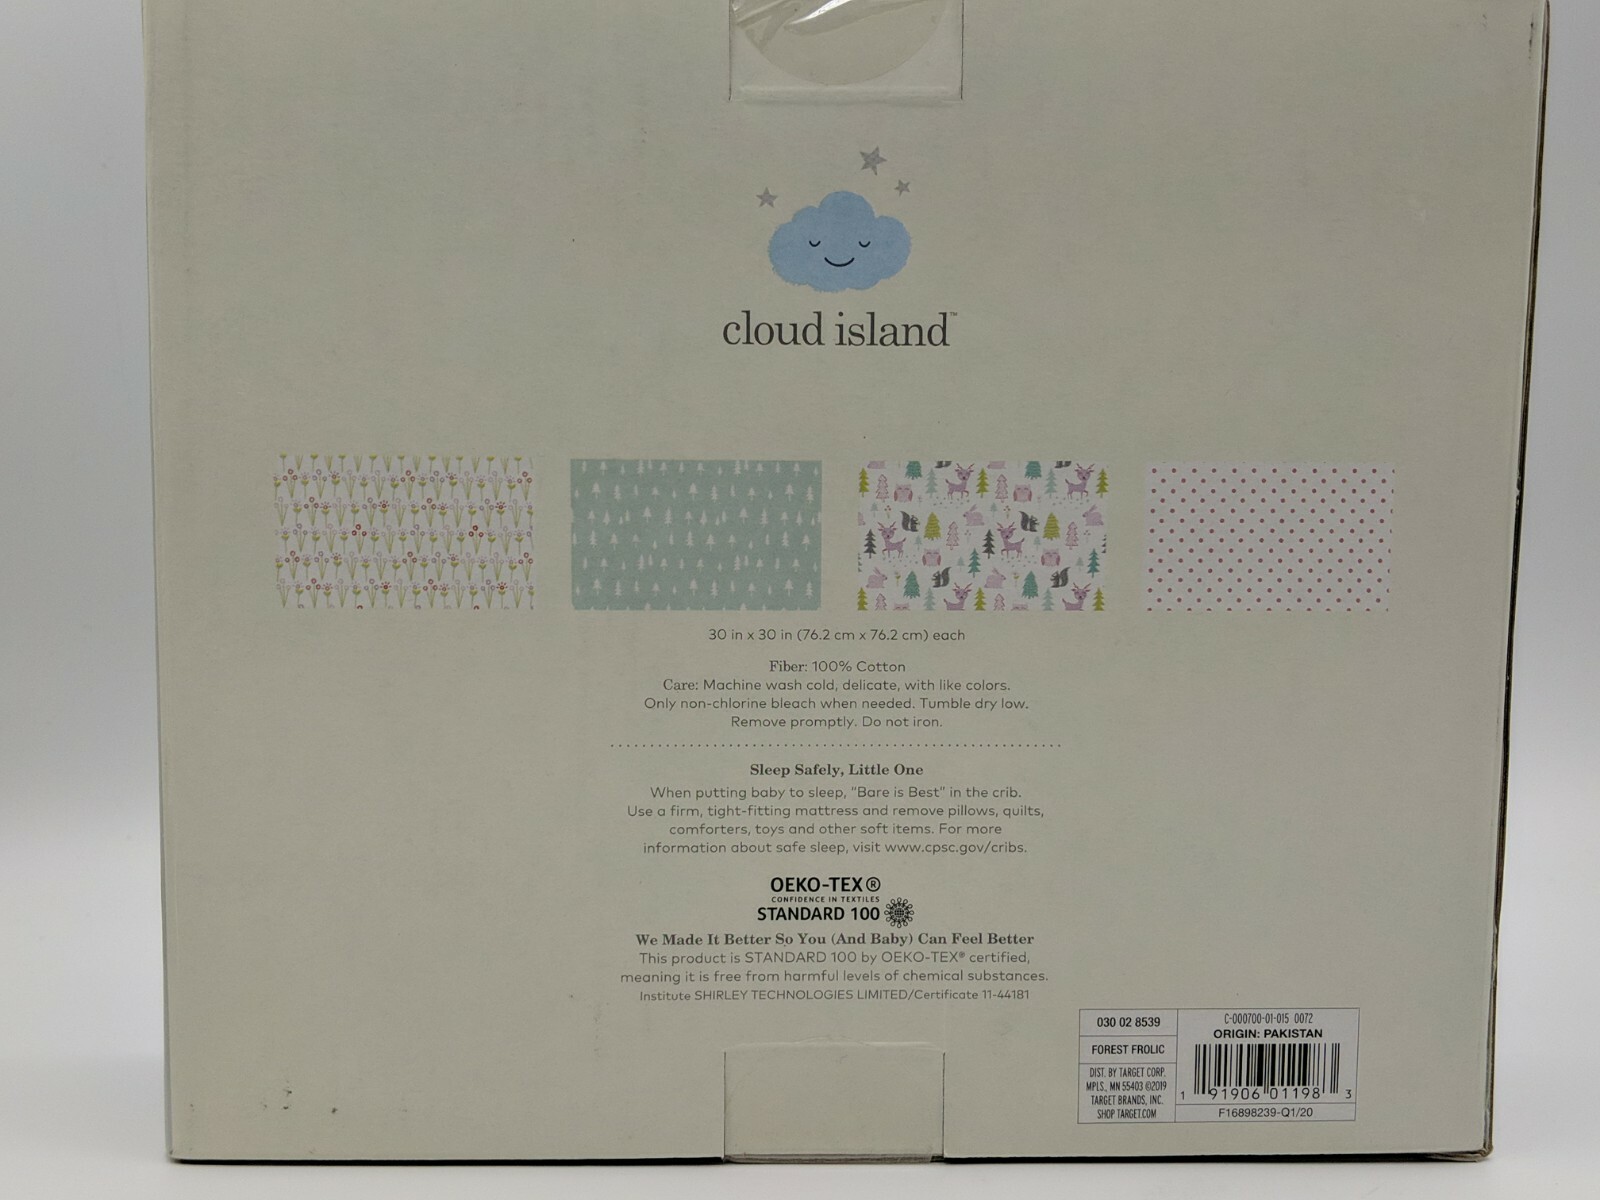 cloud island™
30 in x 30 in (76.2 cm x 76.2 cm) each
Fiber: 100% Cotton
Care: Machine wash cold, delicate, with like colors.
Only non-chlorine bleach when needed. Tumble dry low.
Remove promptly. Do not iron.
Sleep Safely, Little One
When putting baby to sleep, "Bare is Best" in the crib.
Use a firm, tight-fitting mattress and remove pillows, quilts,
comforters, toys and other soft items. For more
information about safe sleep, visit www.cpsc.gov/cribs.
OEKO-TEX®
CONFIDENCE IN TEXTILES
STANDARD 100
We Made It Better So You (And Baby) Can Feel Better
This product is STANDARD 100 by OEKO-TEX® certified,
meaning it is free from harmful levels of chemical substances.
Institute SHIRLEY TECHNOLOGIES LIMITED/Certificate 11-44181
030 02 8539
FOREST FROLIC
DIST. BY TARGET CORP.
MPLS., MN 55403 ©2019
TARGET BRANDS, INC.
SHOP TARGET.COM
C-000700-01-015 0072
ORIGIN: PAKISTAN
1 91906 01198 3
F16898239-Q1/20